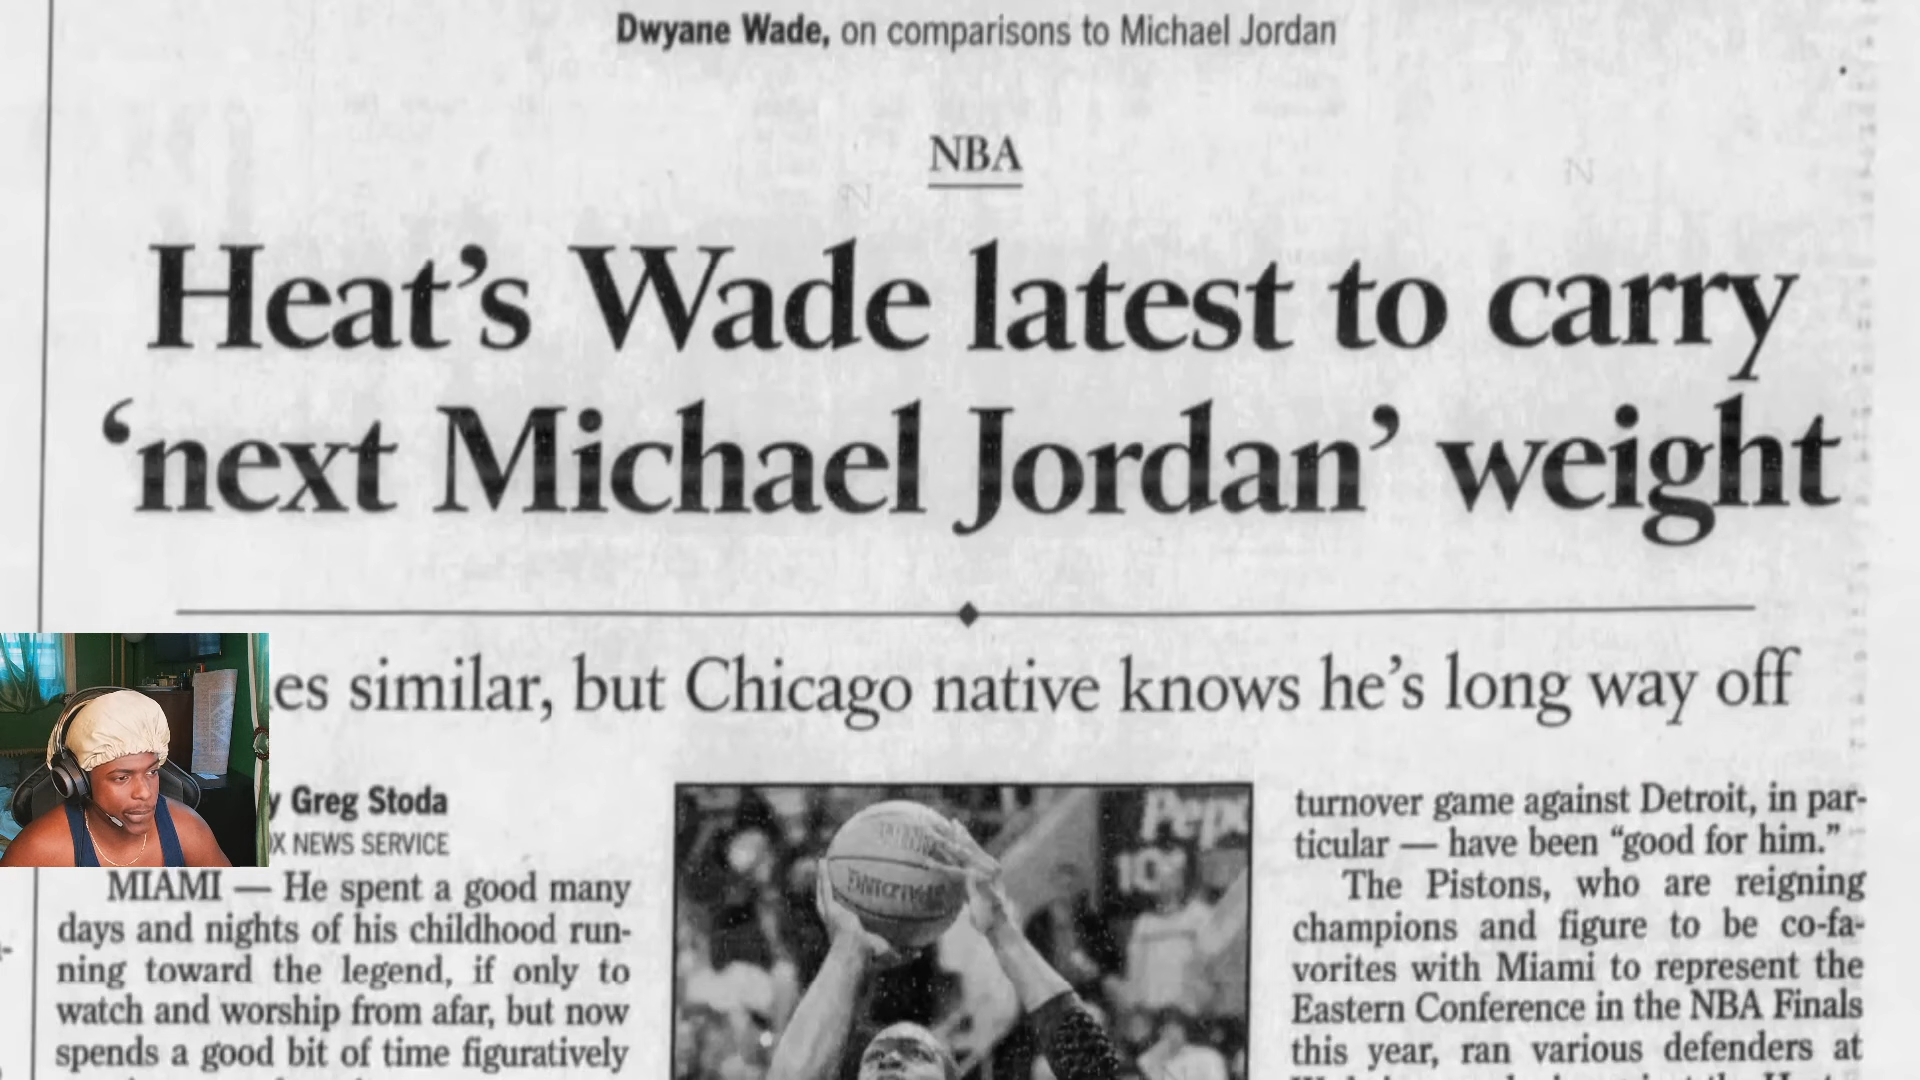 Dwyane Wade, on comparisons to Michael Jordan
NBA
Heat's Wade latest to carry
‘next Michael Jordan’ weight
es similar, but Chicago native knows he's long way off
y Greg Stoda
X NEWS SERVICE
MIAMI — He spent a good many
days and nights of his childhood run-
ning toward the legend, if only to
watch and worship from afar, but now
spends a good bit of time figuratively
turnover game against Detroit, in par-
ticular — have been “good for him.”
The Pistons, who are reigning
champions and figure to be co-fa-
vorites with Miami to represent the
Eastern Conference in the NBA Finals
this year, ran various defenders at